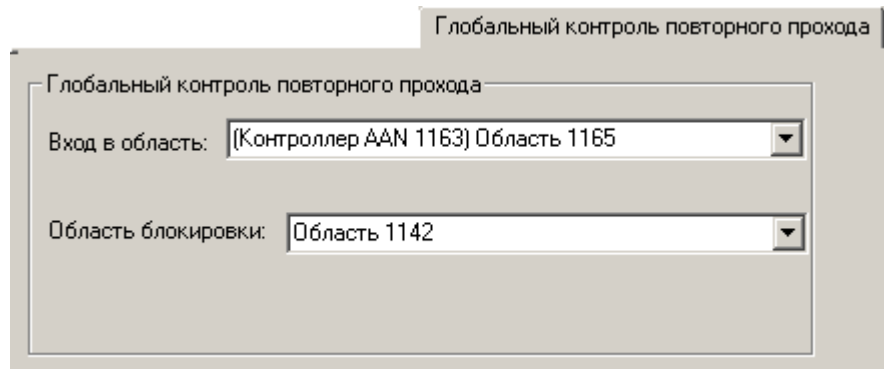 Глобальный контроль повторного прохода
Глобальный контроль повторного прохода
Вход в область: (Контроллер AAN 1163) Область 1165
Область блокировки: Область 1142